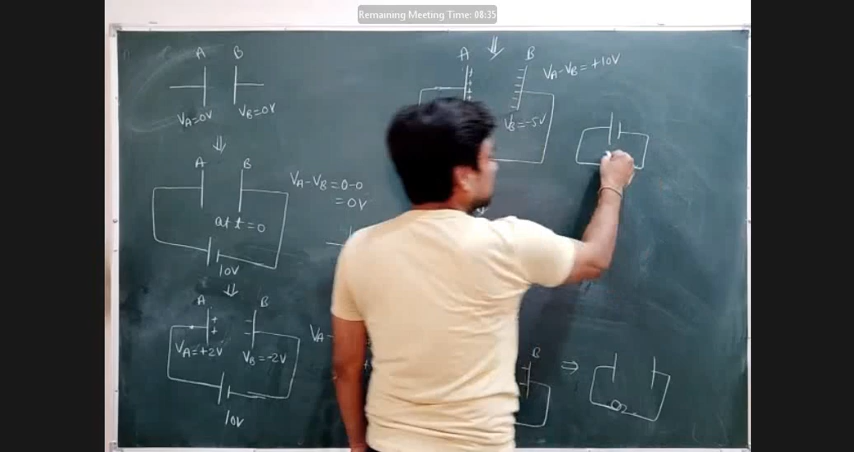 Remaining Meeting Time: 08:35
A B
VA=0V VB=0V
⇓
A B
at t=0
10V
VA-VB=0-0
=0V
⇓
A B
+ -
+ -
VA=+2V VB=-2V
10V
VA-
⇓
A B
VB=-5V
VA-VB=+10V
B
⇒